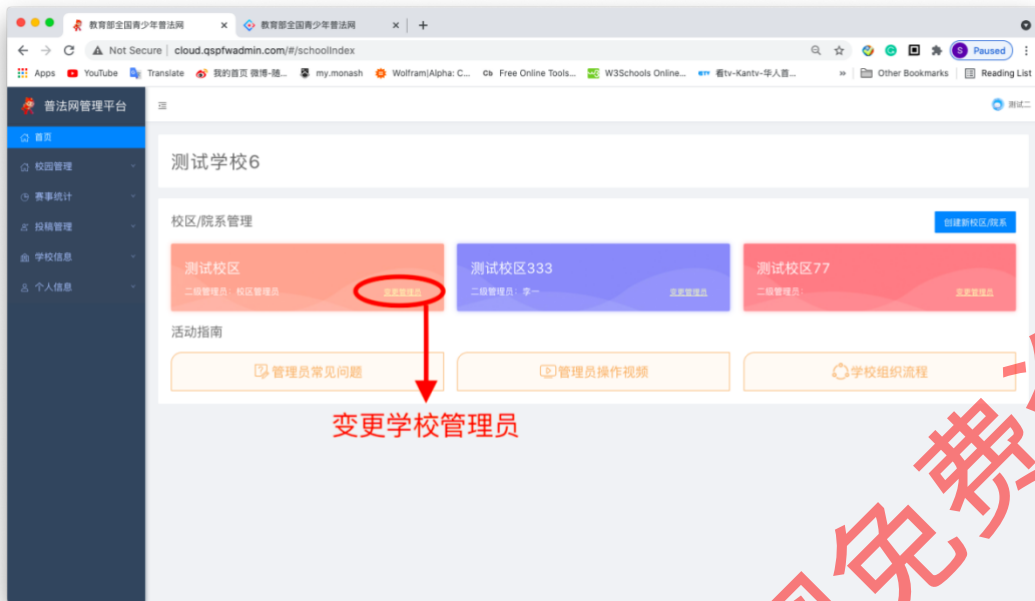 教育部全国青少年普法网 × 教育部全国青少年普法网 × +
Not Secure | cloud.qspfwadmin.com/#/schoolIndex S Paused
Apps YouTube Translate 我的首页 微博-随... my.monash Wolfram|Alpha: C... Free Online Tools... W3Schools Online... 看tv-Kantv-华人首... » Other Bookmarks Reading List
普法网管理平台 测试二
首页
校园管理
赛事统计
投稿管理
学校信息
个人信息
测试学校6
校区/院系管理 创建新校区/院系
测试校区
二级管理员：校区管理员 变更管理员
测试校区333
二级管理员：李一 变更管理员
测试校区77
二级管理员： 变更管理员
活动指南
管理员常见问题 管理员操作视频 学校组织流程
变更学校管理员
免费